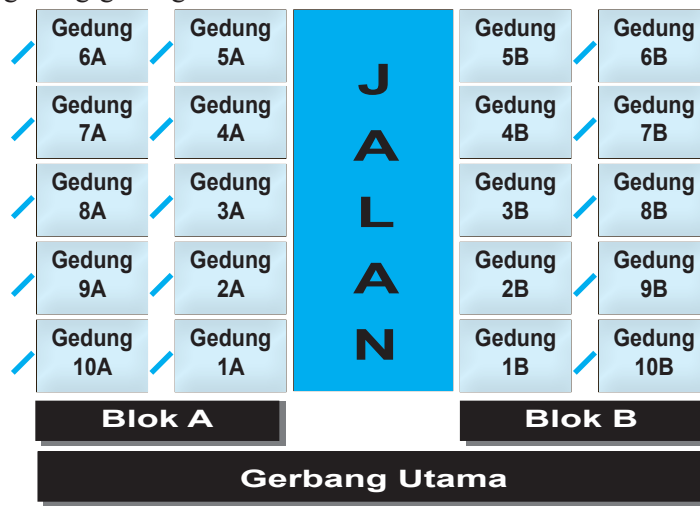 Gedung
6A
Gedung
5A
Gedung
5B
Gedung
6B
Gedung
7A
Gedung
4A
Gedung
4B
Gedung
7B
Gedung
8A
Gedung
3A
Gedung
3B
Gedung
8B
Gedung
9A
Gedung
2A
Gedung
2B
Gedung
9B
Gedung
10A
Gedung
1A
Gedung
1B
Gedung
10B
J
A
L
A
N
Blok A
Blok B
Gerbang Utama